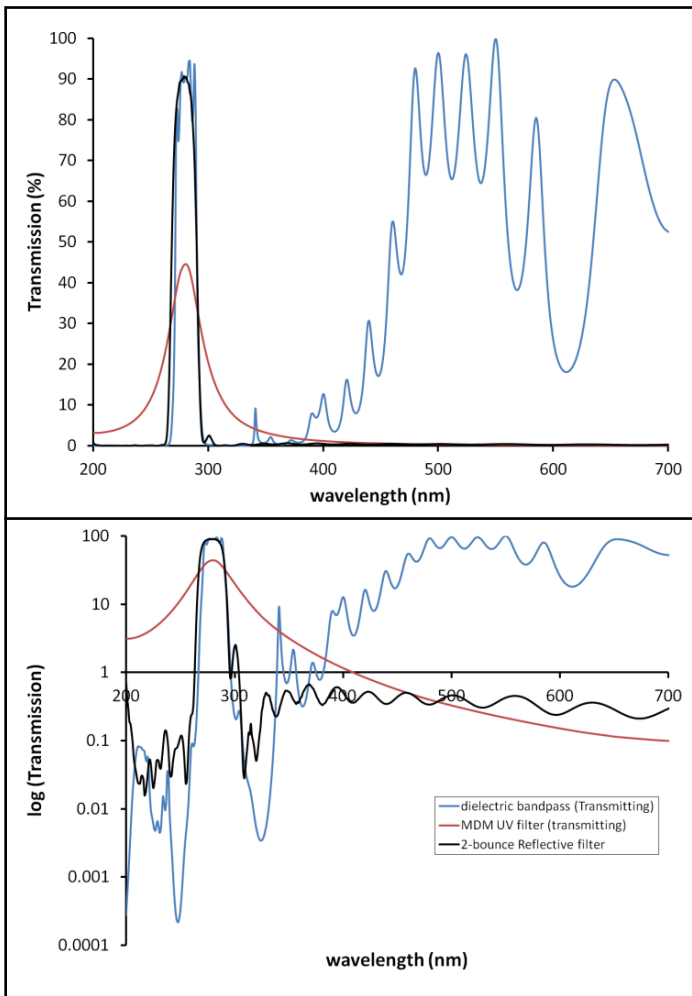 100
90
80
70
60
50
40
30
20
10
0
Transmission (%)
200 300 400 500 600 700
wavelength (nm)
100
10
1
0.1
0.01
0.001
0.0001
log (Transmission)
200 300 400 500 600 700
dielectric bandpass (Transmitting)
MDM UV filter (transmitting)
2-bounce Reflective filter
wavelength (nm)